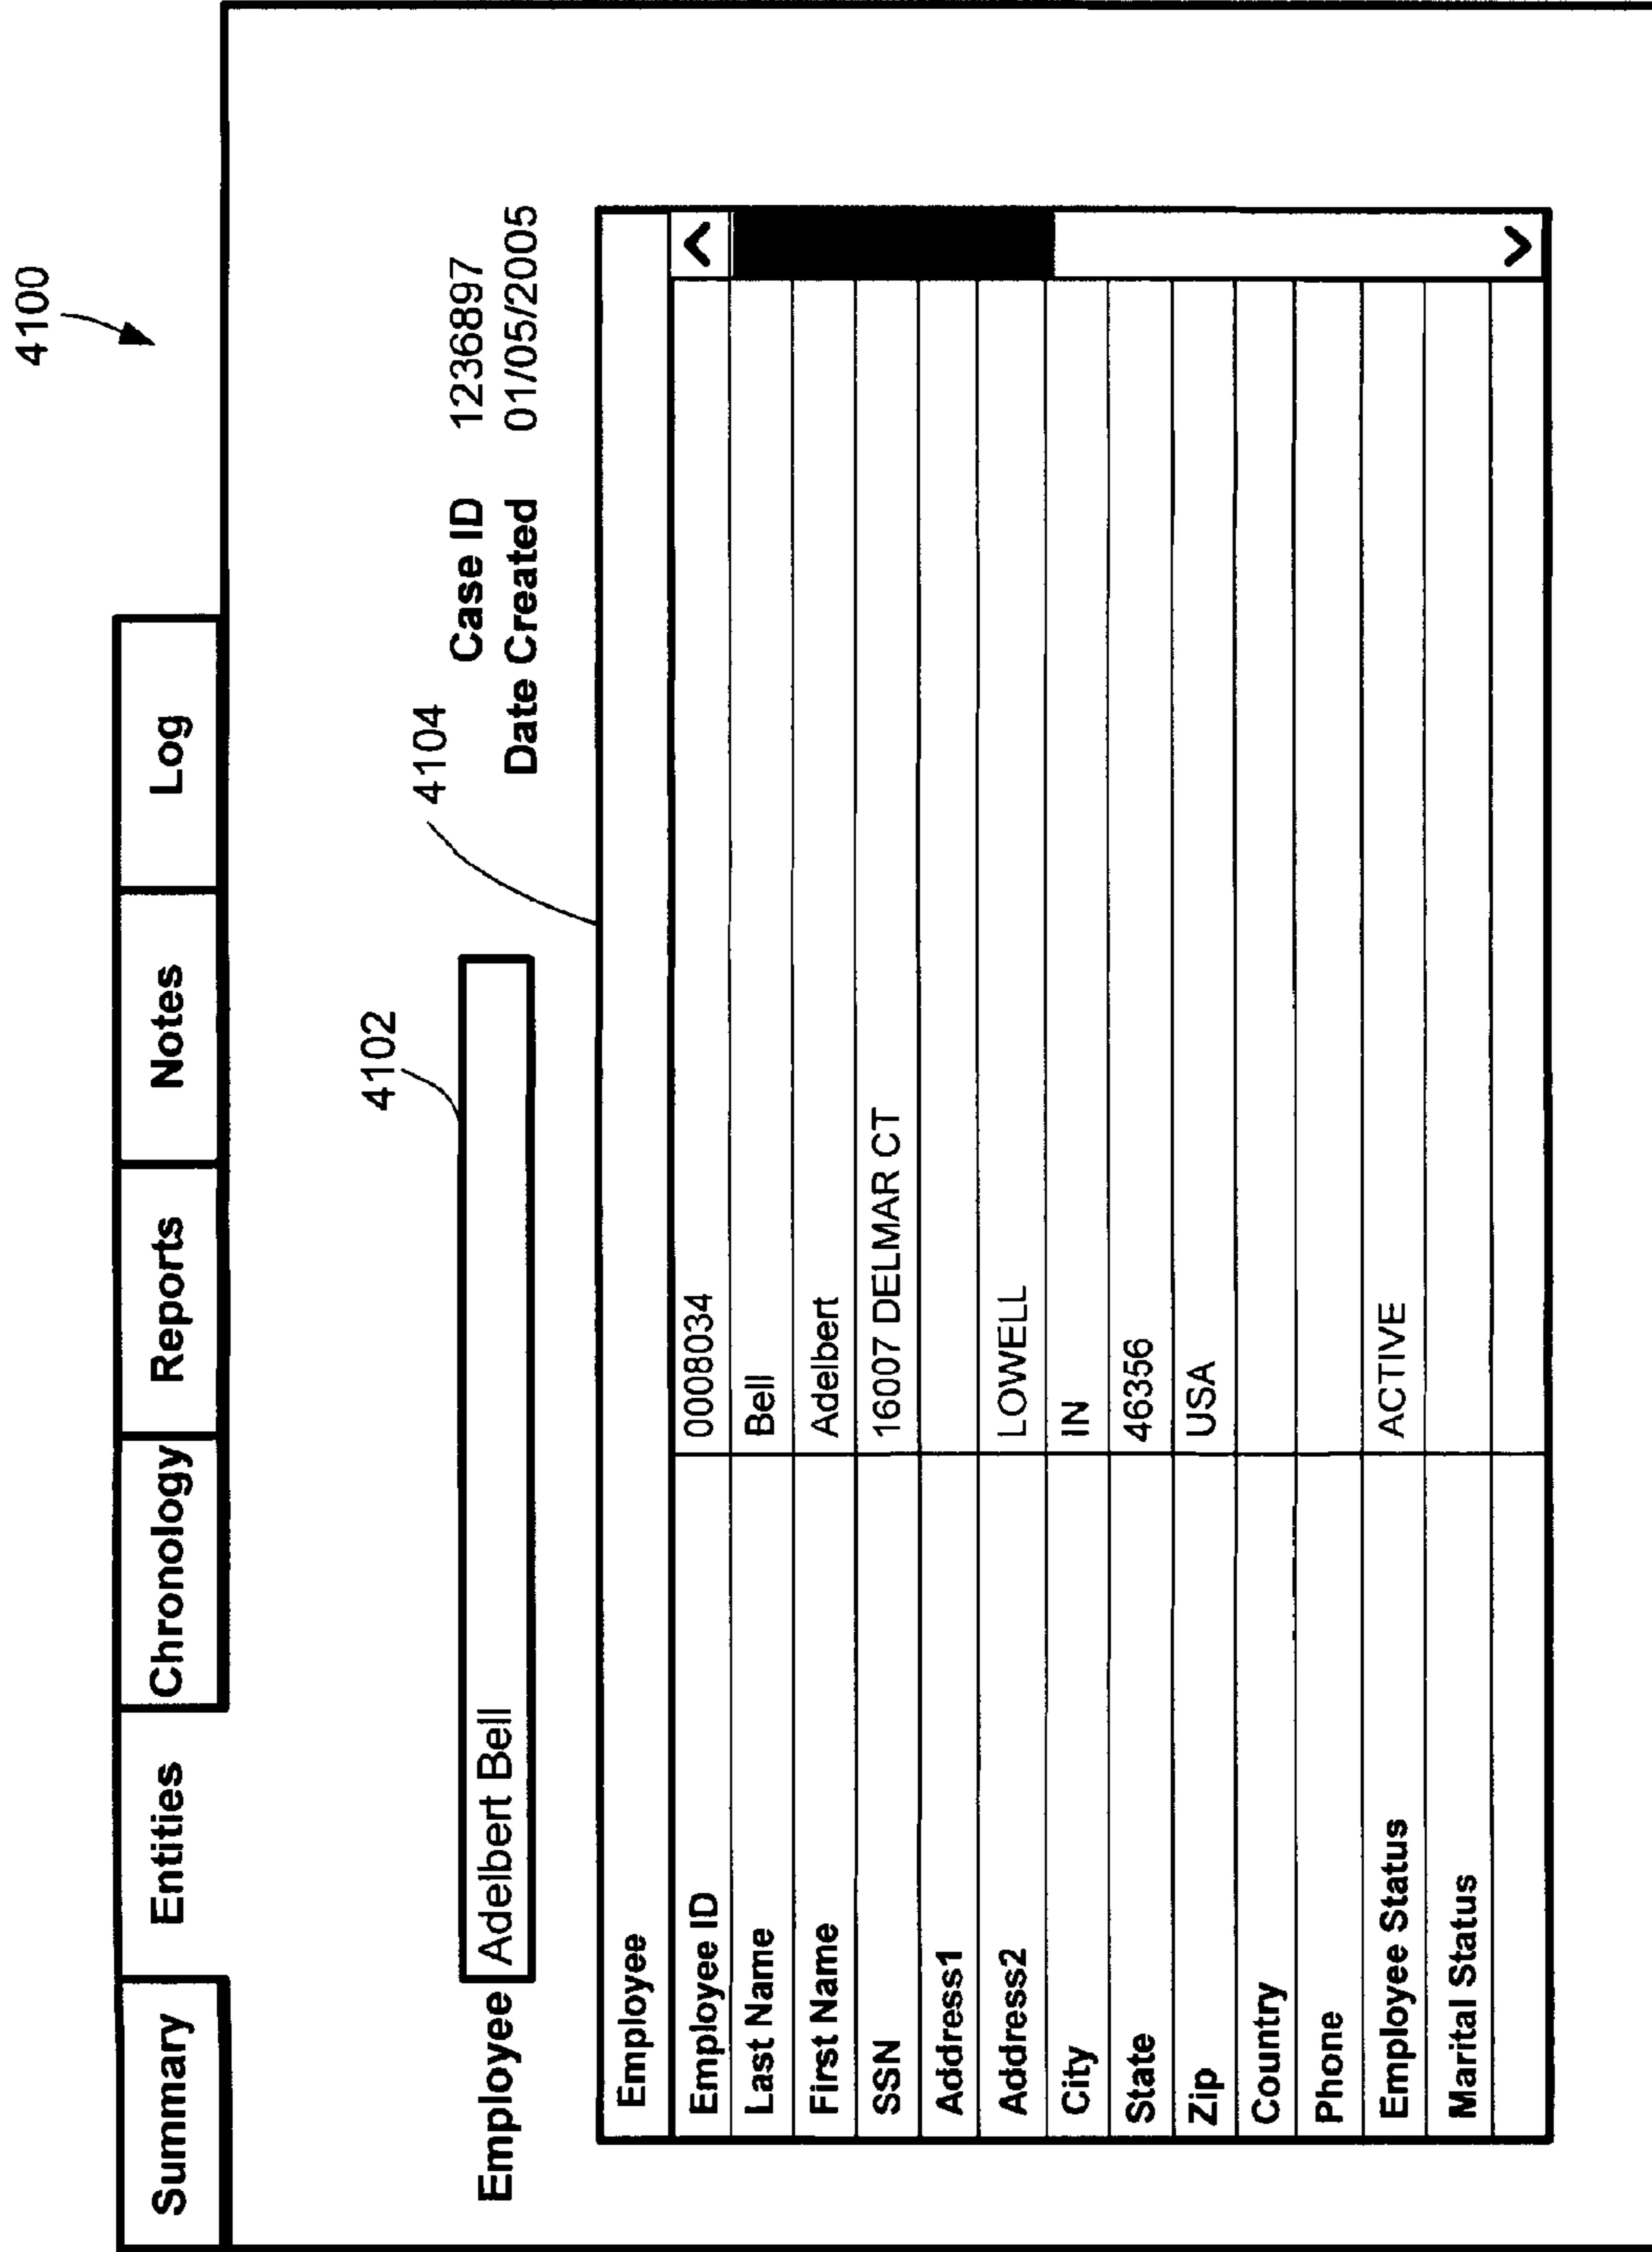 4100
Summary Entities Chronology Reports Notes Log
4102
4104
Employee Adelbert Bell
Case ID 1236897
Date Created 01/05/2005
Employee
Employee ID 0008034
Last Name Bell
First Name Adelbert
SSN 16007 DELMAR CT
Address1
Address2 LOWELL
City IN
State 46356
Zip USA
Country
Phone
Employee Status ACTIVE
Marital Status